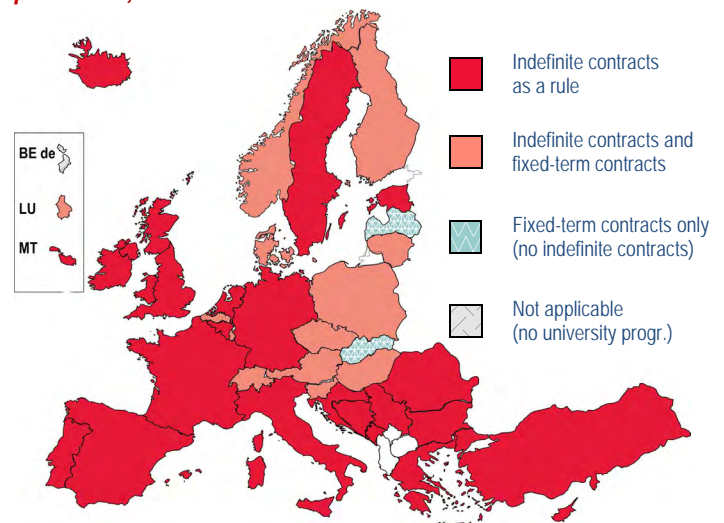 Indefinite contracts
as a rule
Indefinite contracts and
fixed-term contracts
Fixed-term contracts only
(no indefinite contracts)
Not applicable
(no university progr.)
BE de
LU
MT